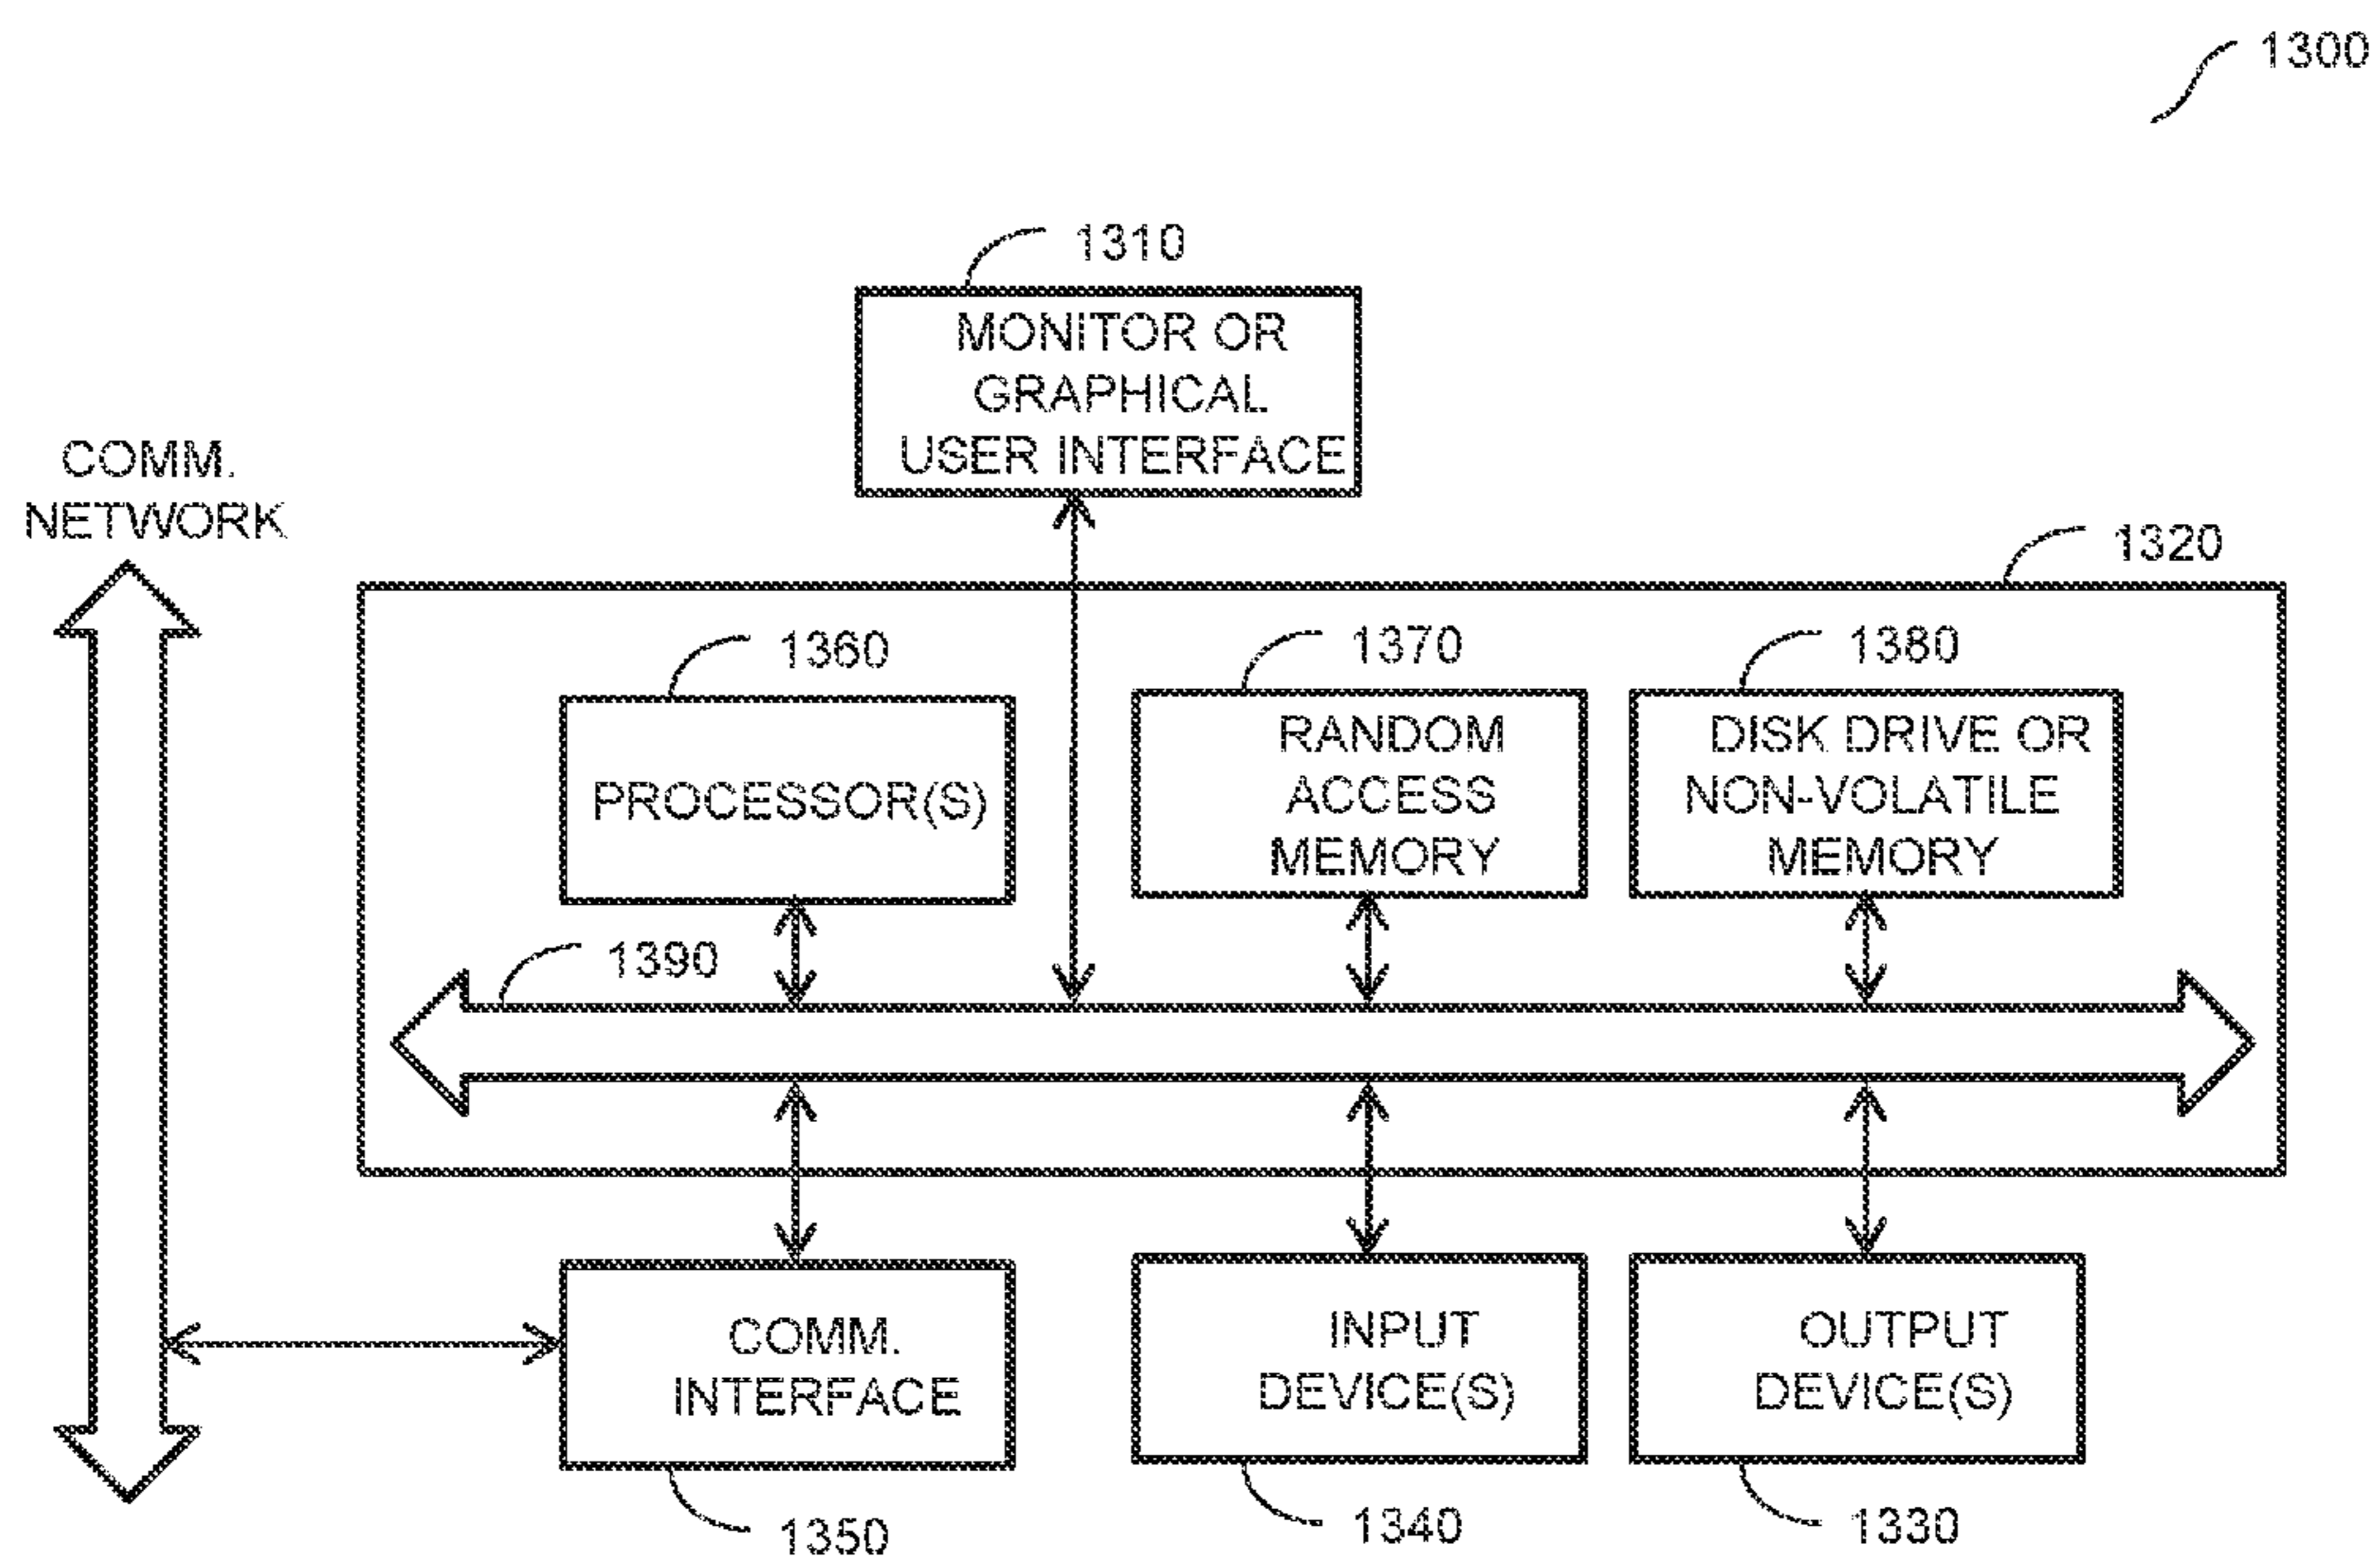 1300
1310
MONITOR OR
GRAPHICAL
USER INTERFACE
COMM.
NETWORK
1320
1360
1370
1380
PROCESSOR(S)
RANDOM
ACCESS
MEMORY
DISK DRIVE OR
NON-VOLATILE
MEMORY
1390
COMM.
INTERFACE
INPUT
DEVICE(S)
OUTPUT
DEVICE(S)
1350
1340
1330